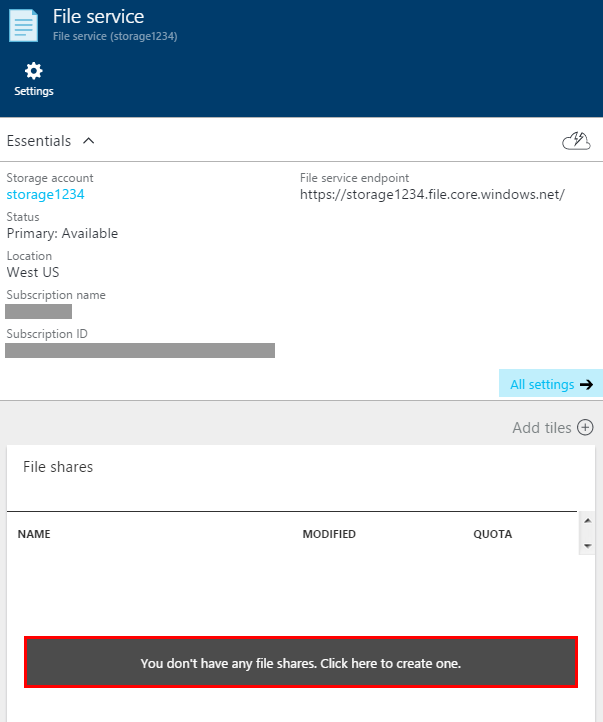 File service
File service (storage1234)
Settings
Essentials
Storage account
storage1234
File service endpoint
https://storage1234.file.core.windows.net/
Status
Primary: Available
Location
West US
Subscription name
Subscription ID
All settings
Add tiles
File shares
NAME MODIFIED QUOTA
You don't have any file shares. Click here to create one.